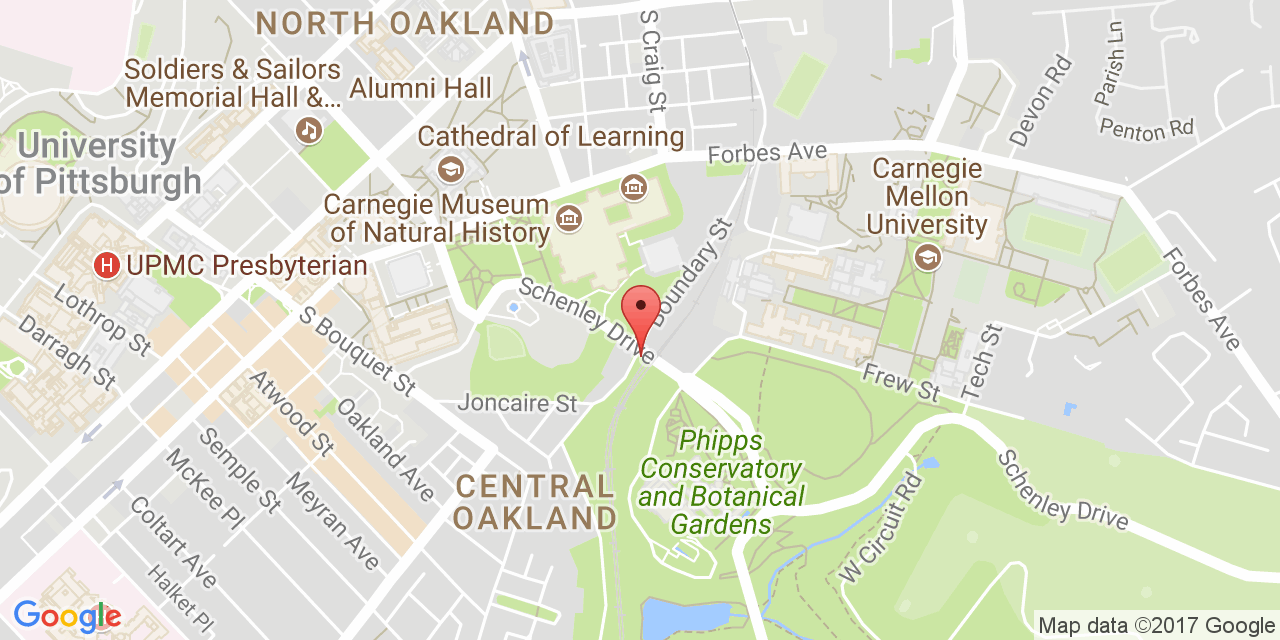 NORTH OAKLAND
S Craig St
Soldiers & Sailors
Memorial Hall &...
Alumni Hall
Parish Ln
Devon Rd
Penton Rd
University
of Pittsburgh
Cathedral of Learning
Forbes Ave
Carnegie
Mellon
University
Carnegie Museum
of Natural History
Boundary St
H
UPMC Presbyterian
Forbes Ave
Schenley Drive
Lothrop St
Darragh St
S Bouquet St
Tech St
Frew St
Atwood St
Joncaire St
Oakland Ave
Phipps
Conservatory
and Botanical
Gardens
Semple St
McKee Pl
Meyran Ave
CENTRAL
OAKLAND
Schenley Drive
W Circuit Rd
Coltart Ave
Halket Pl
Google
Map data ©2017 Google